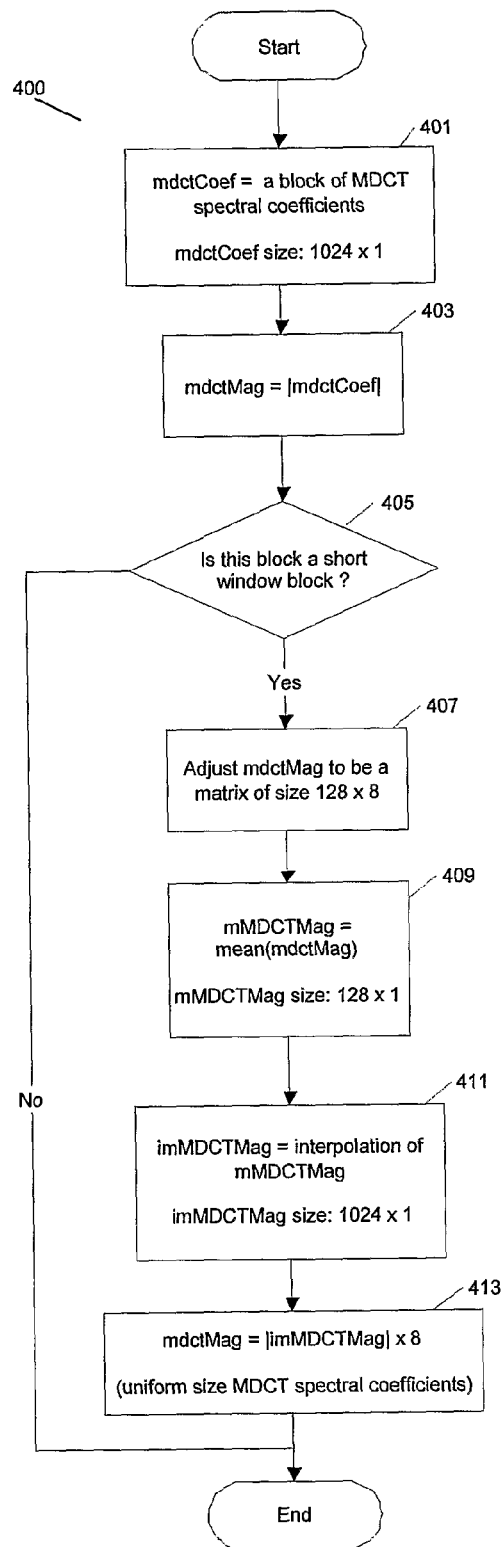 Start
400
401
mdctCoef = a block of MDCT
spectral coefficients
mdctCoef size: 1024 x 1
403
mdctMag = |mdctCoef|
405
Is this block a short
window block ?
Yes
407
Adjust mdctMag to be a
matrix of size 128 x 8
409
mMDCTMag =
mean(mdctMag)
mMDCTMag size: 128 x 1
No
411
imMDCTMag = interpolation of
mMDCTMag
imMDCTMag size: 1024 x 1
413
mdctMag = |imMDCTMag| x 8
(uniform size MDCT spectral coefficients)
End